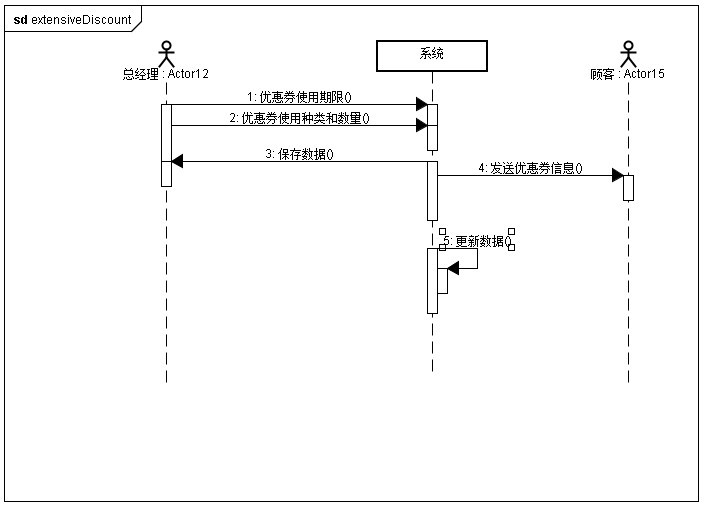 sd extensiveDiscount
总经理 : Actor12
系统
顾客 : Actor15
1: 优惠券使用期限()
2: 优惠券使用种类和数量()
3: 保存数据()
4: 发送优惠券信息()
5: 更新数据()